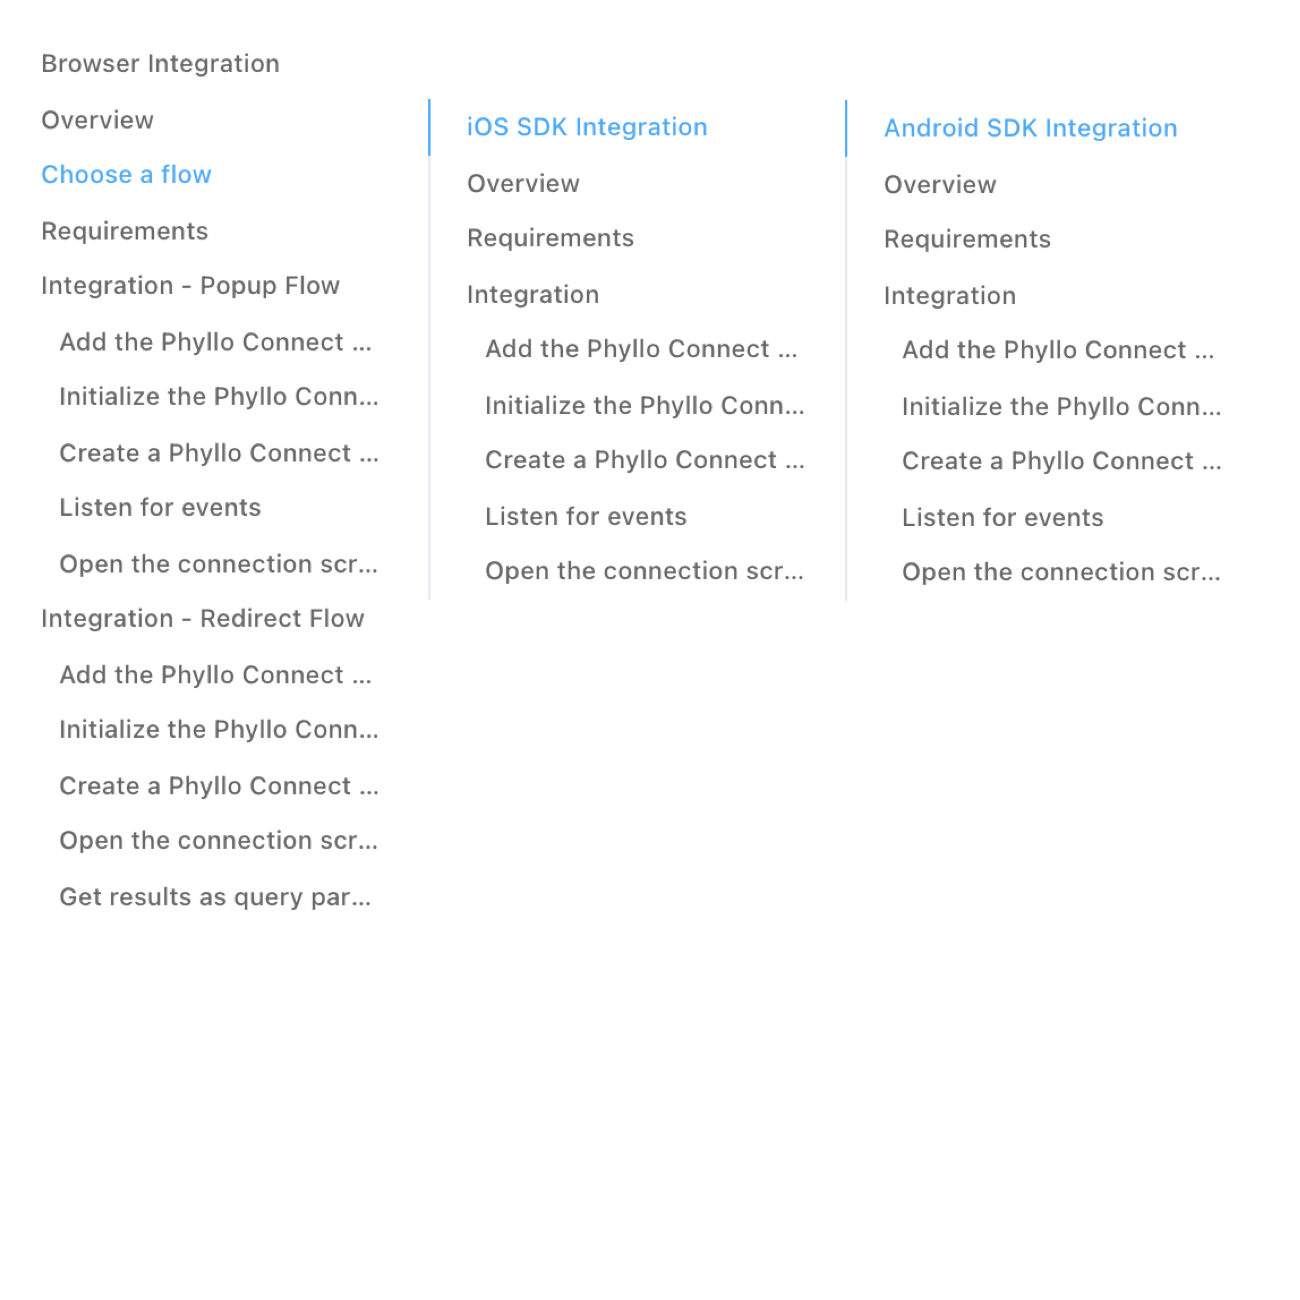 Browser Integration
Overview
Choose a flow
Requirements
Integration - Popup Flow
Add the Phyllo Connect ...
Initialize the Phyllo Conn...
Create a Phyllo Connect ...
Listen for events
Open the connection scr...
Integration - Redirect Flow
Add the Phyllo Connect ...
Initialize the Phyllo Conn...
Create a Phyllo Connect ...
Open the connection scr...
Get results as query par...
iOS SDK Integration
Overview
Requirements
Integration
Add the Phyllo Connect ...
Initialize the Phyllo Conn...
Create a Phyllo Connect ...
Listen for events
Open the connection scr...
Android SDK Integration
Overview
Requirements
Integration
Add the Phyllo Connect ...
Initialize the Phyllo Conn...
Create a Phyllo Connect ...
Listen for events
Open the connection scr...